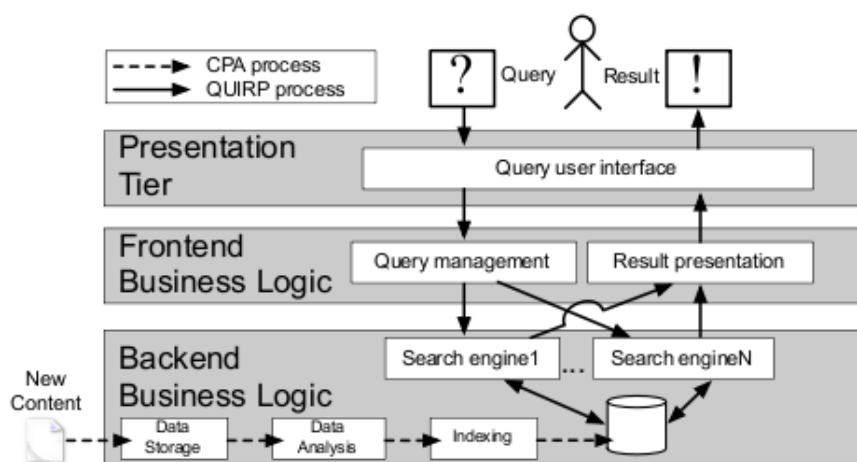 CPA process
QUIRP process
?
Query
Result
!
Presentation
Tier
Query user interface
Frontend
Business Logic
Query management
Result presentation
Backend
Business Logic
Search engine1
...
Search engineN
New
Content
Data
Storage
Data
Analysis
Indexing